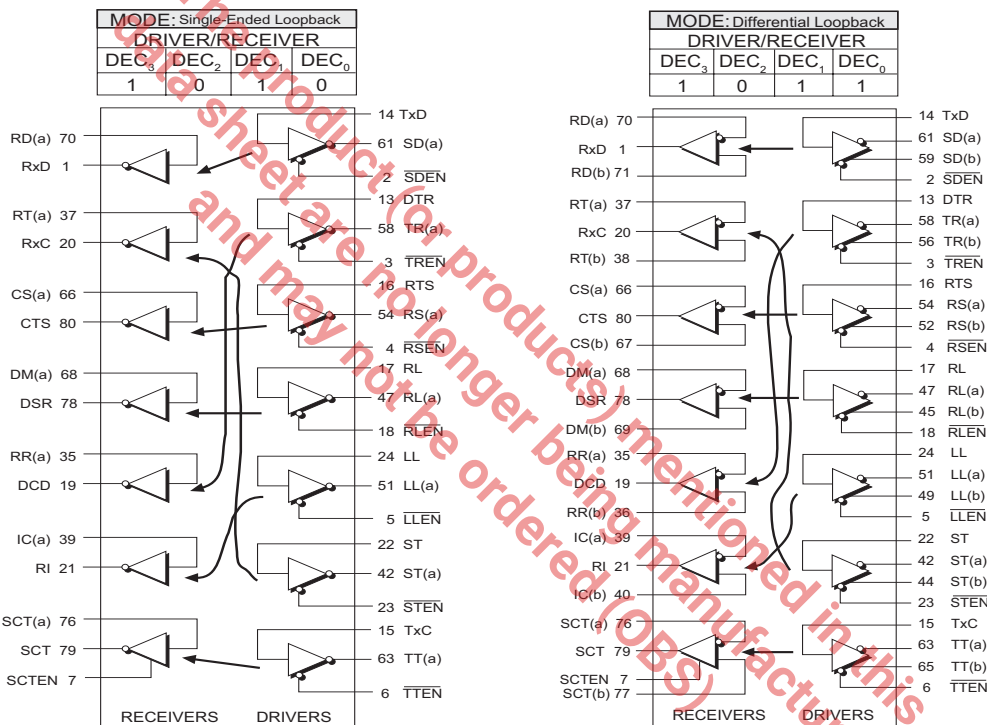 MODE: Single-Ended Loopback
DRIVER/RECEIVER
DEC3 DEC2 DEC1 DEC0
1 0 1 0
RD(a) 70
RxD 1
RT(a) 37
RxC 20
CS(a) 66
CTS 80
DM(a) 68
DSR 78
RR(a) 35
DCD 19
IC(a) 39
RI 21
SCT(a) 76
SCT 79
SCTEN 7
14 TxD
61 SD(a)
2 SDEN
13 DTR
58 TR(a)
3 TREN
16 RTS
54 RS(a)
4 RSEN
17 RL
47 RL(a)
18 RLEN
24 LL
51 LL(a)
5 LLEN
22 ST
42 ST(a)
23 STEN
15 TxC
63 TT(a)
6 TTEN
RECEIVERS DRIVERS
MODE: Differential Loopback
DRIVER/RECEIVER
DEC3 DEC2 DEC1 DEC0
1 0 1 1
RD(a) 70
RxD 1
RD(b) 71
RT(a) 37
RxC 20
RT(b) 38
CS(a) 66
CTS 80
CS(b) 67
DM(a) 68
DSR 78
DM(b) 69
RR(a) 35
DCD 19
RR(b) 36
IC(a) 39
RI 21
IC(b) 40
SCT(a) 76
SCT 79
SCTEN 7
SCT(b) 77
14 TxD
61 SD(a)
59 SD(b)
2 SDEN
13 DTR
58 TR(a)
56 TR(b)
3 TREN
16 RTS
54 RS(a)
52 RS(b)
4 RSEN
17 RL
47 RL(a)
45 RL(b)
18 RLEN
24 LL
51 LL(a)
49 LL(b)
5 LLEN
22 ST
42 ST(a)
44 ST(b)
23 STEN
15 TxC
63 TT(a)
65 TT(b)
6 TTEN
RECEIVERS DRIVERS
The product (or products) mentioned in this
data sheet are no longer being
and may not be ordered (OBS)